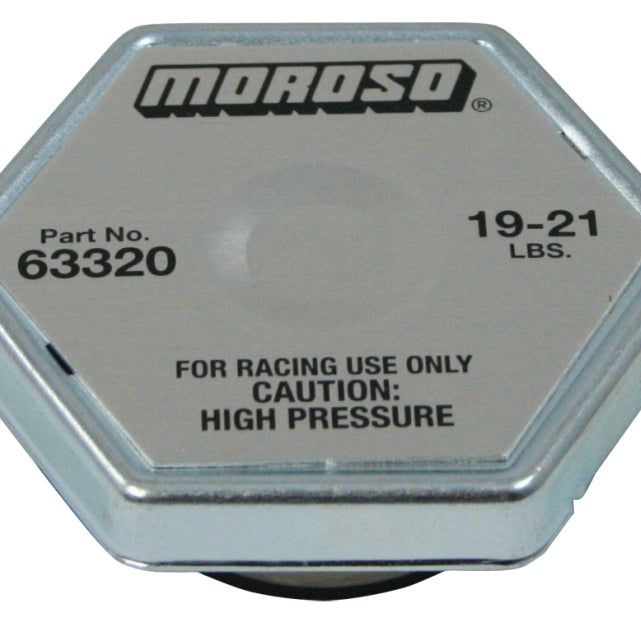 MOROSO®
Part No.
63320
19-21
LBS.
FOR RACING USE ONLY
CAUTION:
HIGH PRESSURE